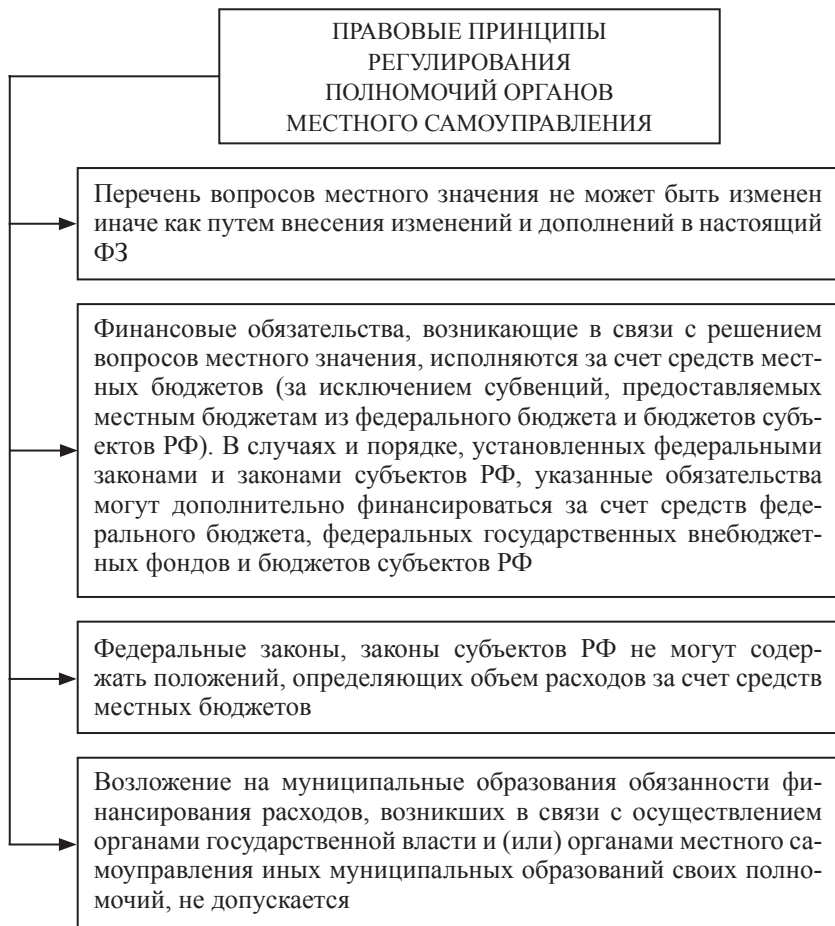 ПРАВОВЫЕ ПРИНЦИПЫ
РЕГУЛИРОВАНИЯ
ПОЛНОМОЧИЙ ОРГАНОВ
МЕСТНОГО САМОУПРАВЛЕНИЯ
Перечень вопросов местного значения не может быть изменен
иначе как путем внесения изменений и дополнений в настоящий
ФЗ
Финансовые обязательства, возникающие в связи с решением
вопросов местного значения, исполняются за счет средств мест-
ных бюджетов (за исключением субвенций, предоставляемых
местным бюджетам из федерального бюджета и бюджетов субъ-
ектов РФ). В случаях и порядке, установленных федеральными
законами и законами субъектов РФ, указанные обязательства
могут дополнительно финансироваться за счет средств феде-
рального бюджета, федеральных государственных внебюджет-
ных фондов и бюджетов субъектов РФ
Федеральные законы, законы субъектов РФ не могут содер-
жать положений, определяющих объем расходов за счет средств
местных бюджетов
Возложение на муниципальные образования обязанности фи-
нансирования расходов, возникших в связи с осуществлением
органами государственной власти и (или) органами местного са-
моуправления иных муниципальных образований своих полно-
мочий, не допускается